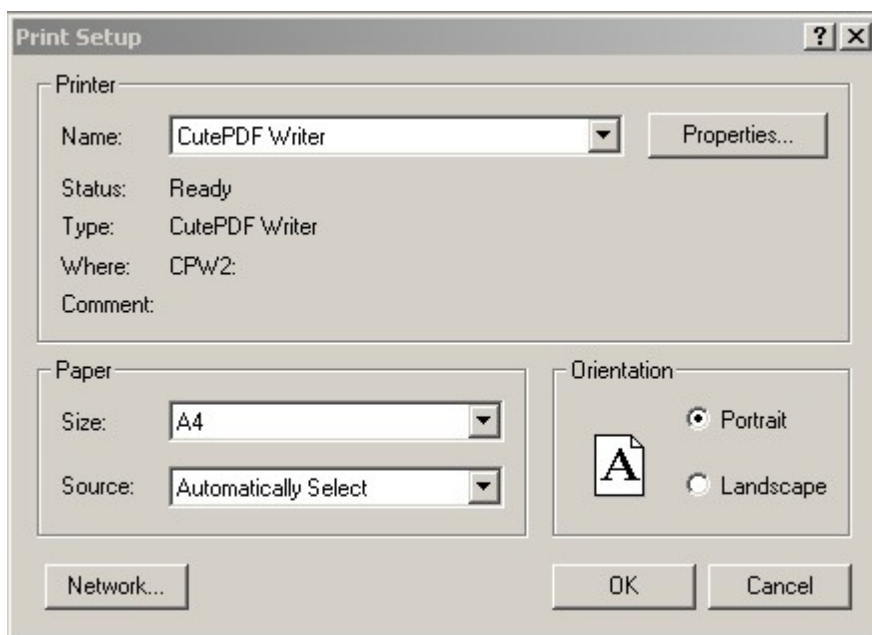 Print Setup
Printer
Name: CutePDF Writer Properties...
Status: Ready
Type: CutePDF Writer
Where: CPW2:
Comment:
Paper
Size: A4
Source: Automatically Select
Orientation
A
Portrait
Landscape
Network... OK Cancel